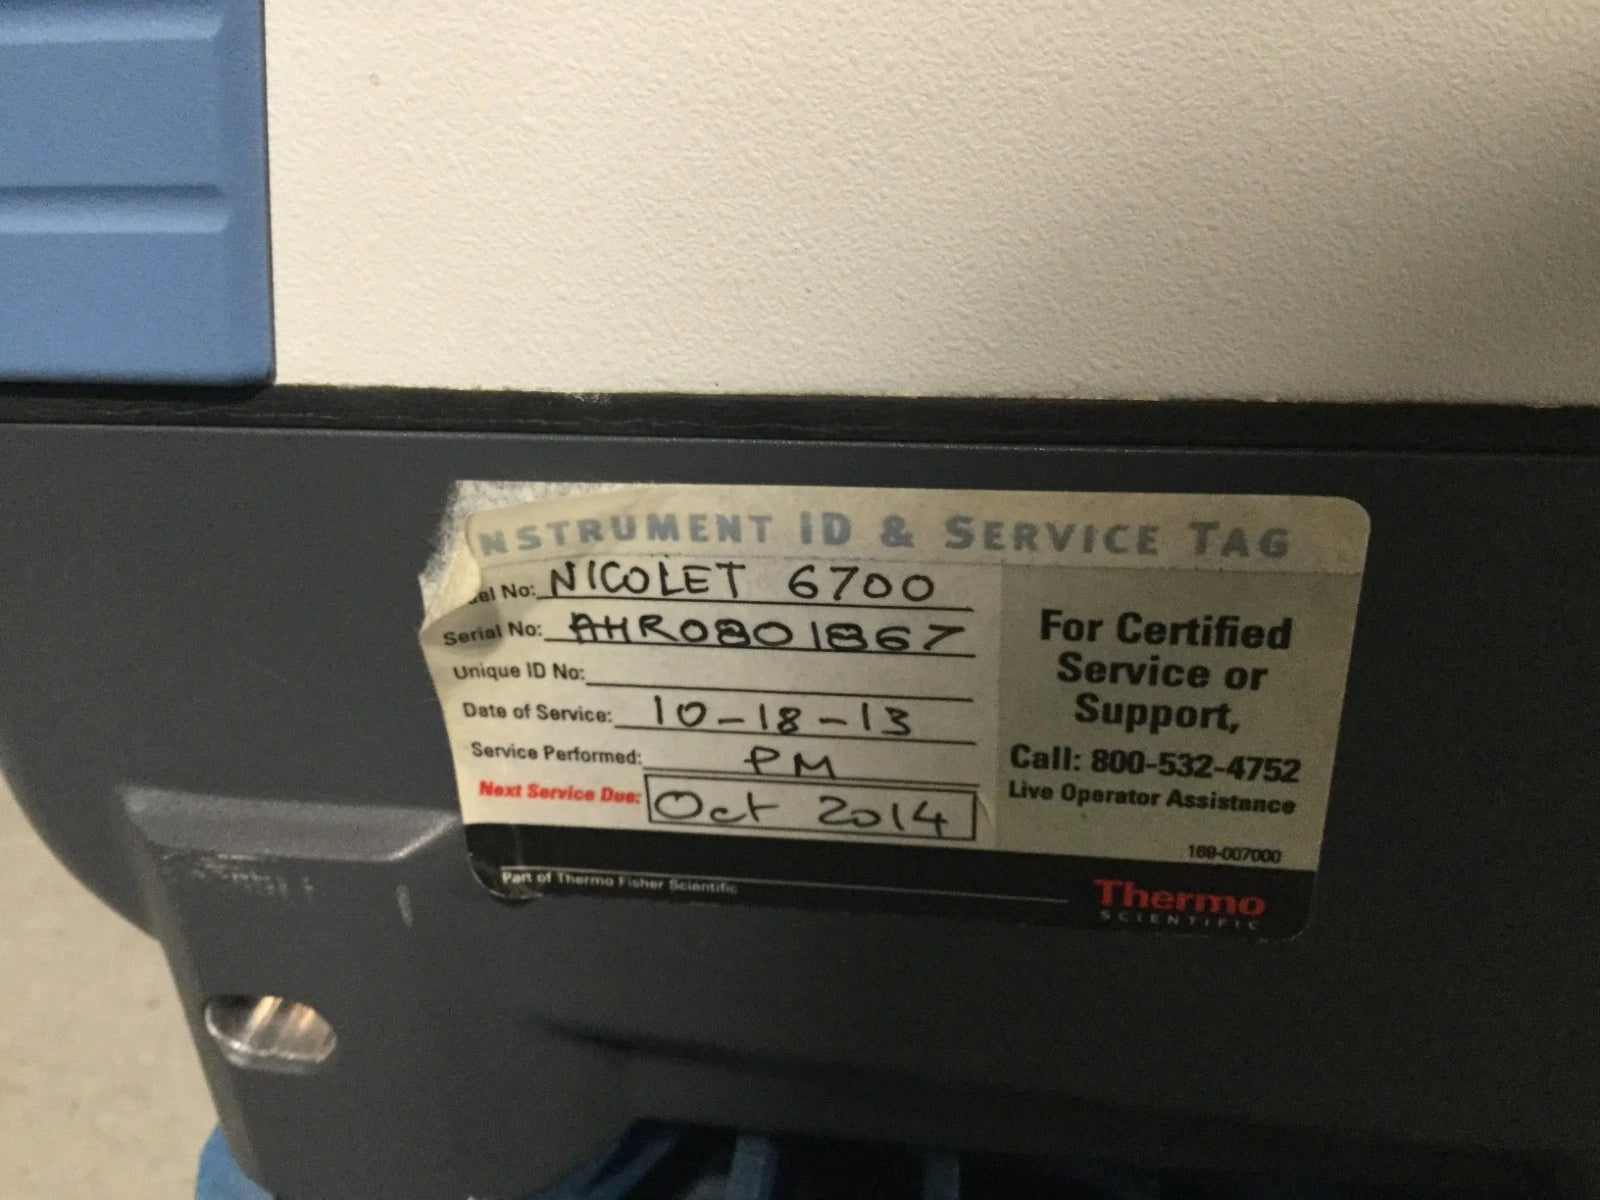 NSTRUMENT ID & SERVICE TAG
el No: NICOLET 6700
Serial No: AHR0801867
Unique ID No:
Date of Service: 10-18-13
Service Performed: PM
Next Service Due: Oct 2014
For Certified
Service or
Support,
Call: 800-532-4752
Live Operator Assistance
169-007000
Part of Thermo Fisher Scientific
Thermo
SCIENTIFIC